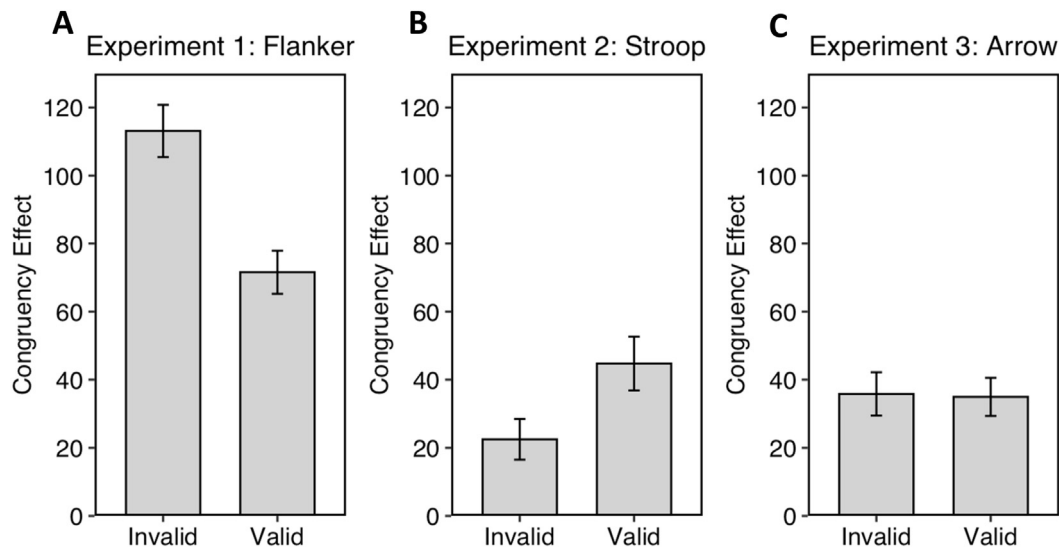 A
Experiment 1: Flanker
Congruency Effect
120
100
80
60
40
20
0
Invalid Valid
B
Experiment 2: Stroop
Congruency Effect
120
100
80
60
40
20
0
Invalid Valid
C
Experiment 3: Arrow
Congruency Effect
120
100
80
60
40
20
0
Invalid Valid